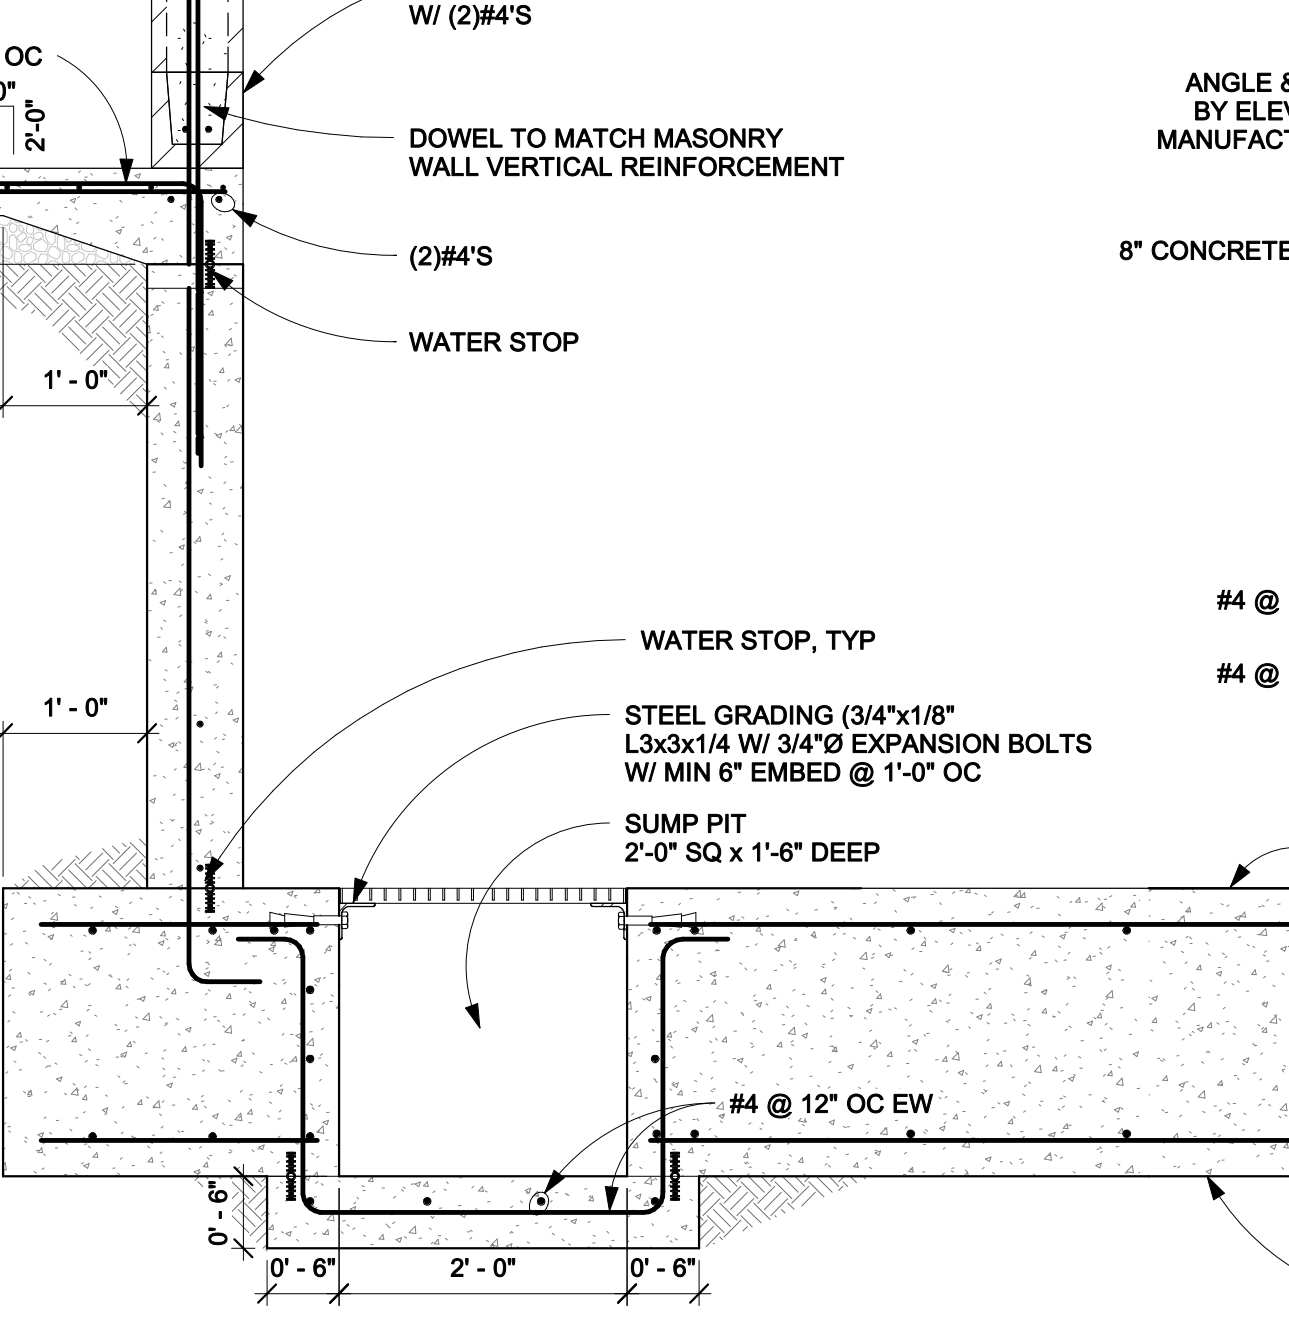 W/ (2)#4'S
OC
0"
2'-0"
DOWEL TO MATCH MASONRY
WALL VERTICAL REINFORCEMENT
(2)#4'S
WATER STOP
1' - 0"
ANGLE &
BY ELEV
MANUFACT
8" CONCRETE
#4 @
#4 @
WATER STOP, TYP
1' - 0"
STEEL GRADING (3/4"x1/8"
L3x3x1/4 W/ 3/4"Ø EXPANSION BOLTS
W/ MIN 6" EMBED @ 1'-0" OC
SUMP PIT
2'-0" SQ x 1'-6" DEEP
#4 @ 12" OC EW
0' - 6"
0' - 6"
2' - 0"
0' - 6"